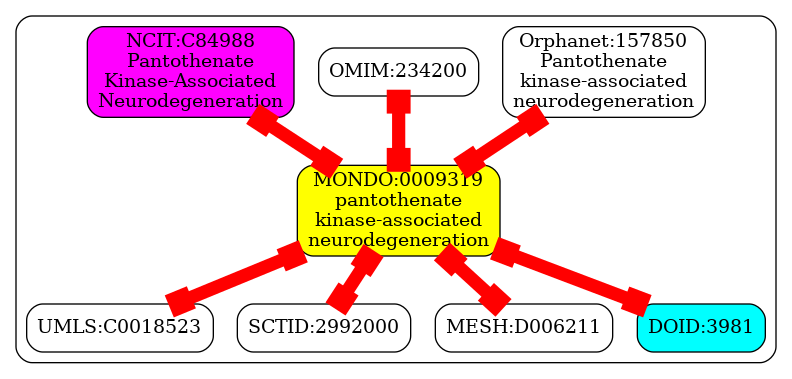 NCIT:C84988
Pantothenate
Kinase-Associated
Neurodegeneration
OMIM:234200
Orphanet:157850
Pantothenate
kinase-associated
neurodegeneration
MONDO:0009319
pantothenate
kinase-associated
neurodegeneration
UMLS:C0018523
SCTID:2992000
MESH:D006211
DOID:3981